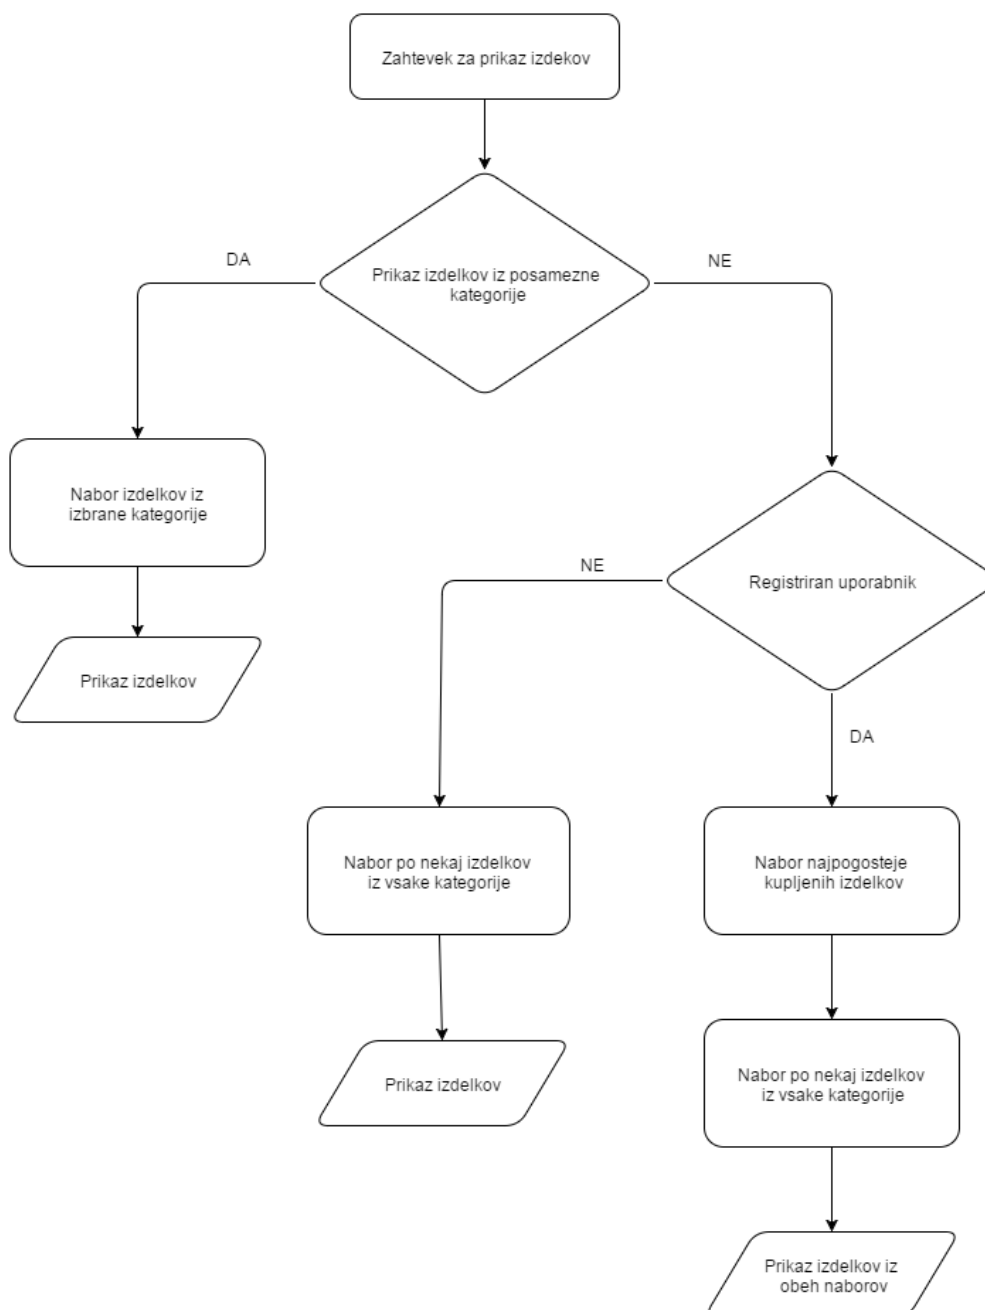 Zahtevek za prikaz izdekov
DA
NE
Prikaz izdelkov iz posamezne
kategorije
Nabor izdelkov iz
izbrane kategorije
NE
Registriran uporabnik
Prikaz izdelkov
DA
Nabor po nekaj izdelkov
iz vsake kategorije
Nabor najpogosteje
kupljenih izdelkov
Prikaz izdelkov
Nabor po nekaj izdelkov
iz vsake kategorije
Prikaz izdelkov iz
obeh naborov